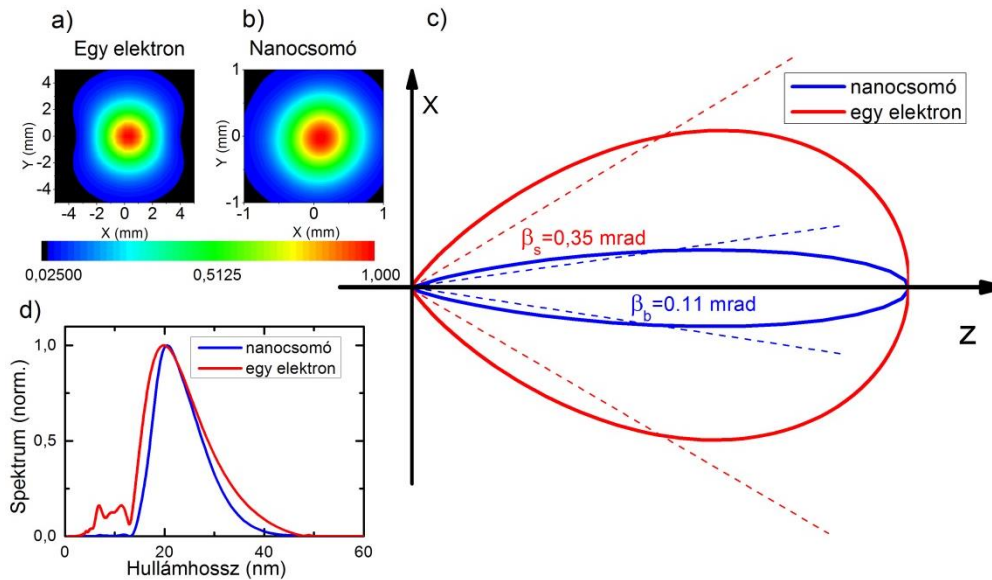 a)
Egy elektron
Y (mm)
4
2
0
-2
-4
-4 -2 0 2 4
X (mm)
b)
Nanocsomó
Y (mm)
1
0
-1
-1 0 1
X (mm)
0,02500 0,5125 1,000
c)
X
nanocsomó
egy elektron
βs=0,35 mrad
βb=0.11 mrad
Z
d)
nanocsomó
egy elektron
Spektrum (norm.)
1,0
0,5
0,0
0 20 40 60
Hullámhossz (nm)